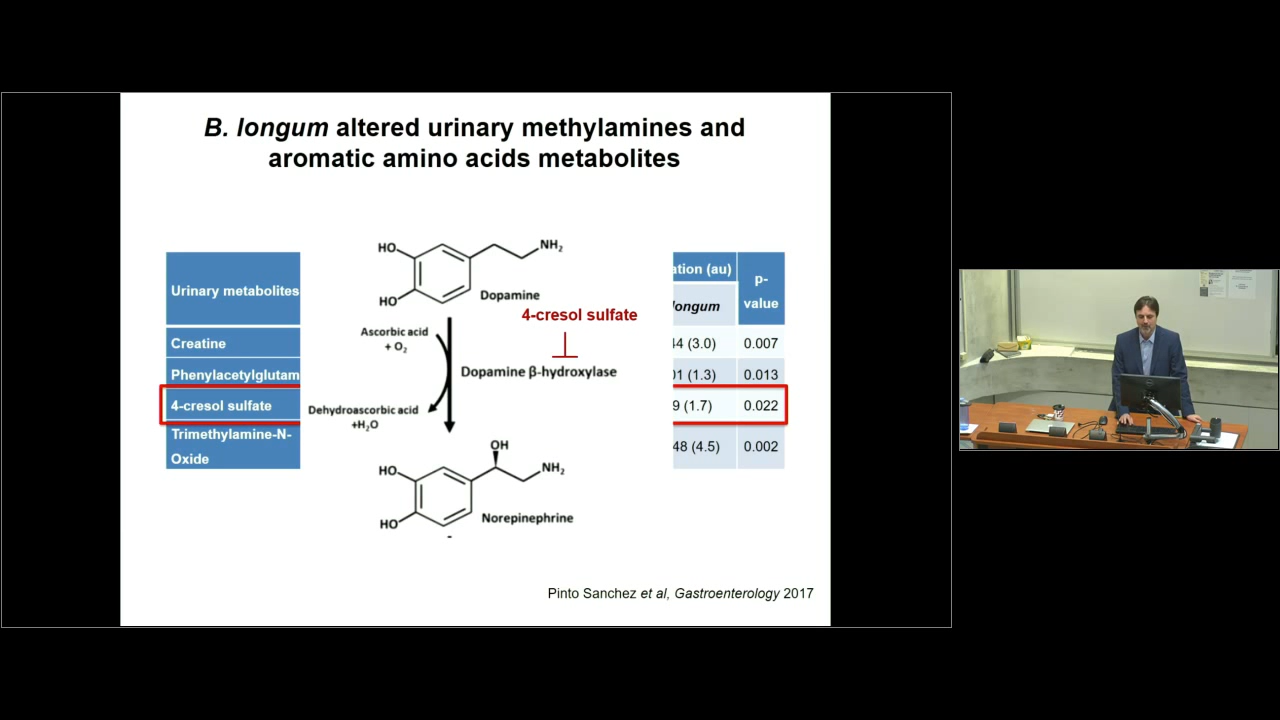 B. longum altered urinary methylamines and
aromatic amino acids metabolites
Urinary metabolites
ation (au)
p-
value
longum
Creatine
44 (3.0)
0.007
Phenylacetylglutam
01 (1.3)
0.013
4-cresol sulfate
9 (1.7)
0.022
Trimethylamine-N-
Oxide
48 (4.5)
0.002
HO
NH2
HO
Dopamine
4-cresol sulfate
Ascorbic acid
+ O2
Dopamine β-hydroxylase
Dehydroascorbic acid
+H2O
OH
HO
NH2
HO
Norepinephrine
-
Pinto Sanchez et al, Gastroenterology 2017